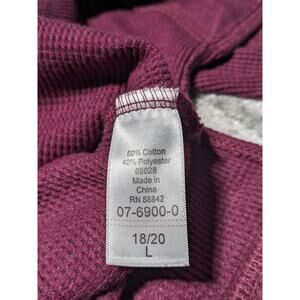 60% Cotton
40% Polyester
08028
Made in
China
RN 88842
07-6900-0
18/20
L